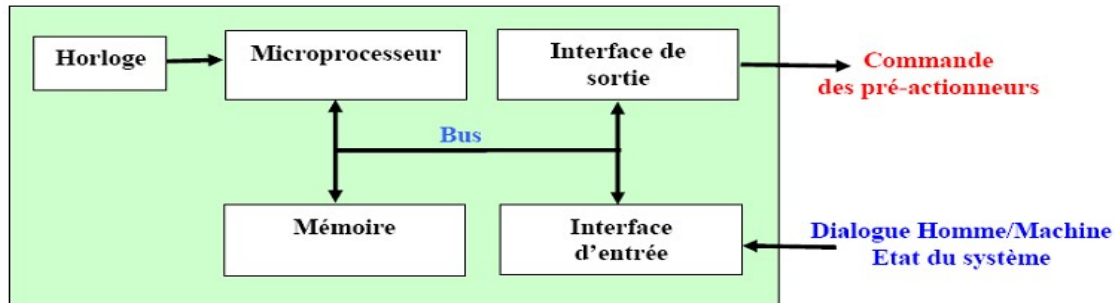 Horloge
Microprocesseur
Interface de
sortie
Commande
des pré-actionneurs
Bus
Mémoire
Interface
d'entrée
Dialogue Homme/Machine
Etat du système